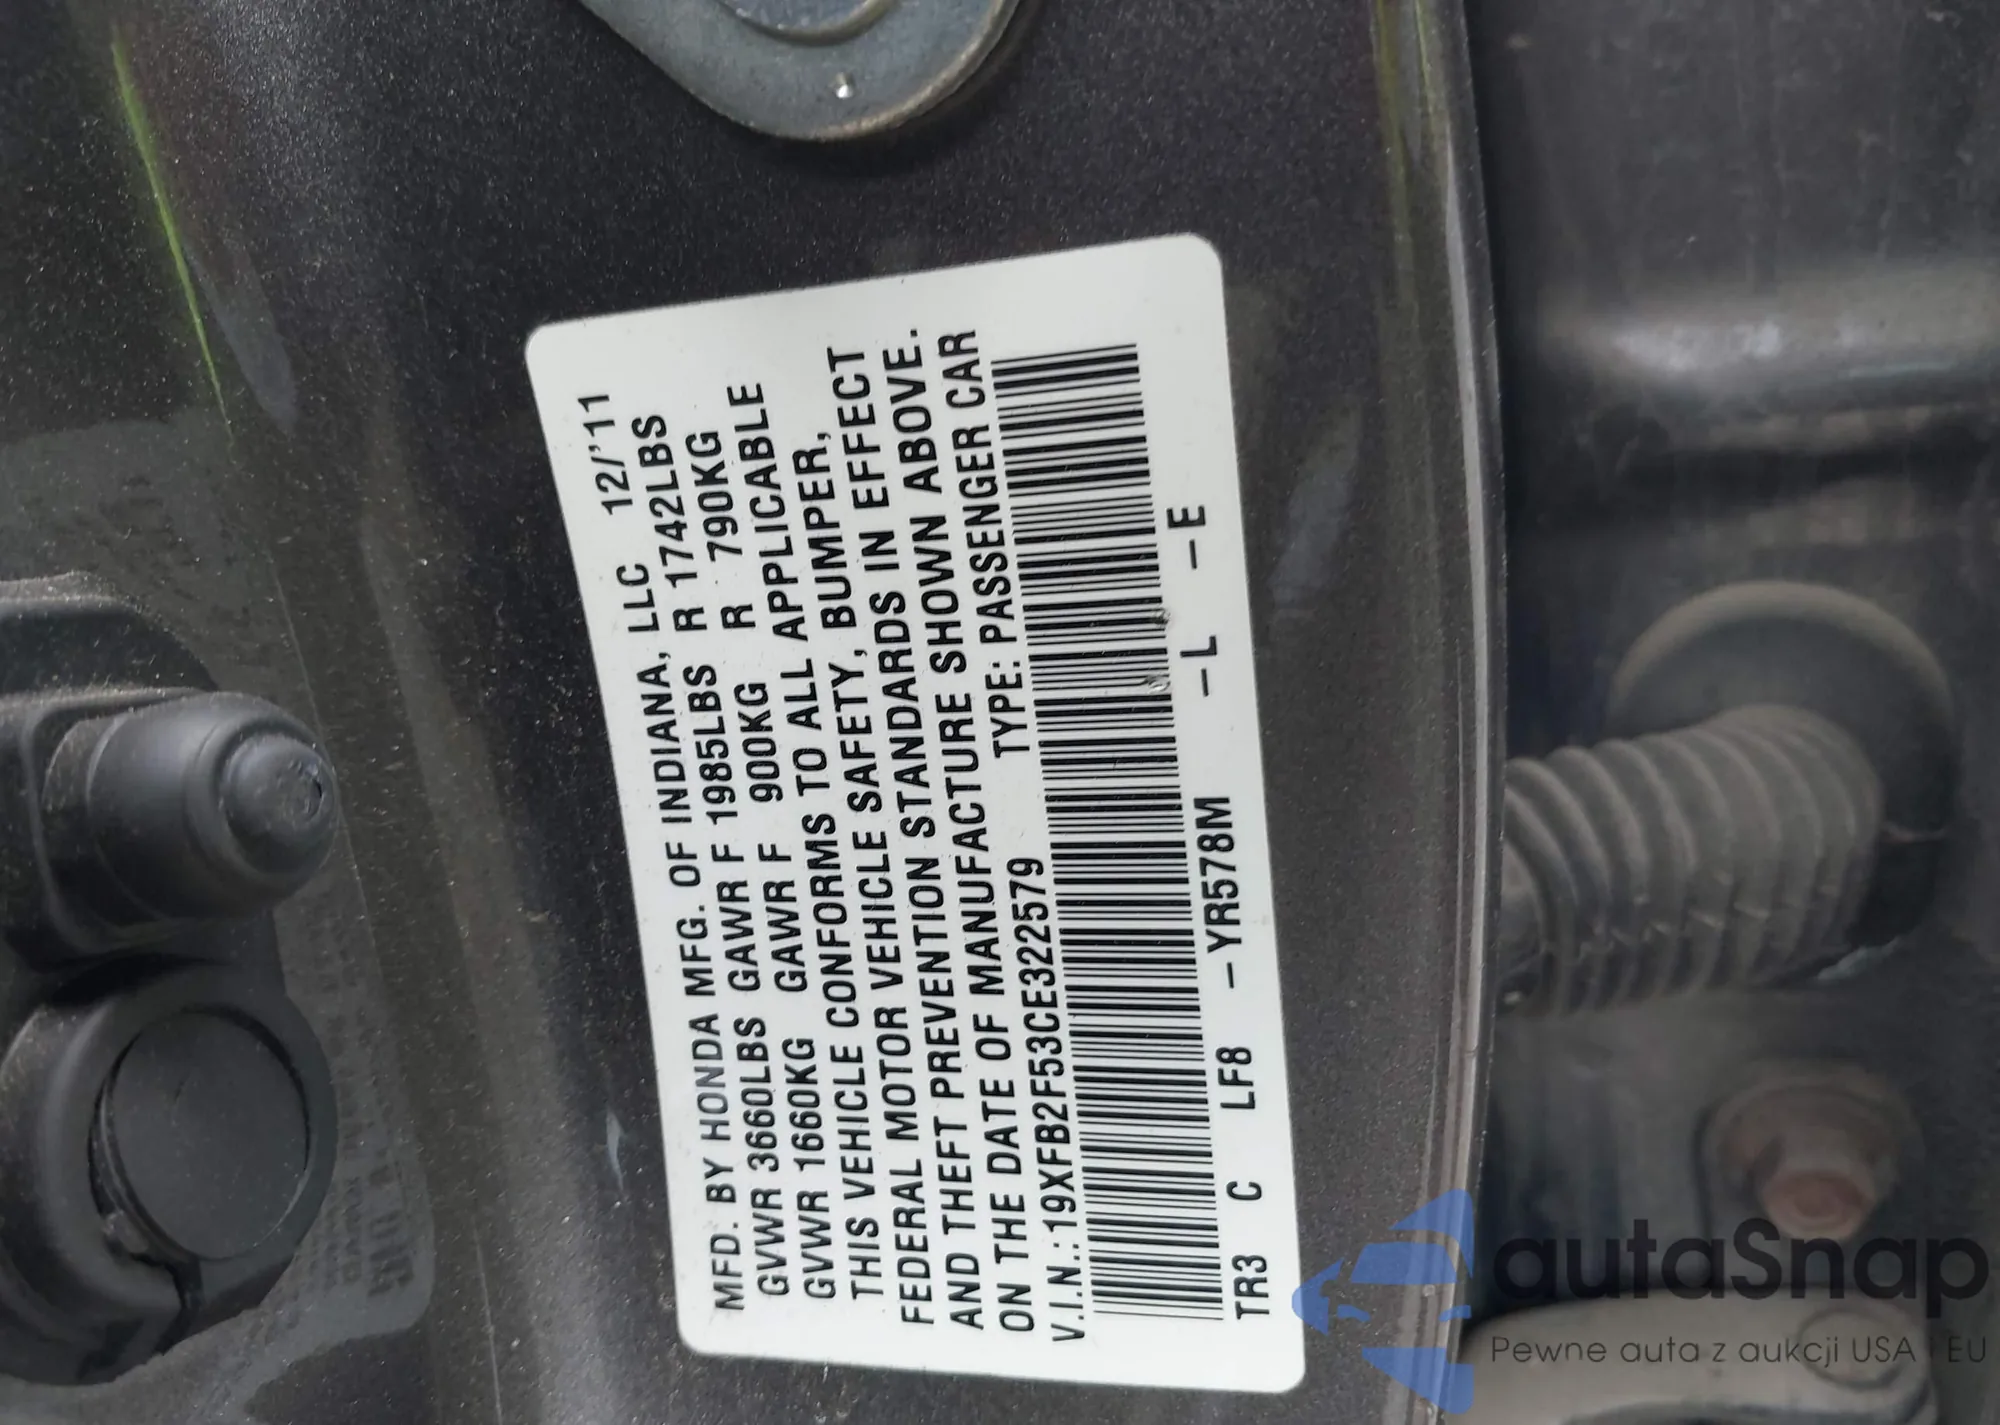 MFD. BY HONDA MFG. OF INDIANA, LLC 12/'11
GVWR 3660LBS GAWR F 1985LBS R 1742LBS
GVWR 1660KG GAWR F 900KG R 790KG
THIS VEHICLE CONFORMS TO ALL APPLICABLE
FEDERAL MOTOR VEHICLE SAFETY, BUMPER,
AND THEFT PREVENTION STANDARDS IN EFFECT
ON THE DATE OF MANUFACTURE SHOWN ABOVE.
V.I.N.:19XFB2F53CE322579 TYPE: PASSENGER CAR
TR3 C LF8 -YR578M -L -E
autaSnap
Pewne auta z aukcji USA i EU